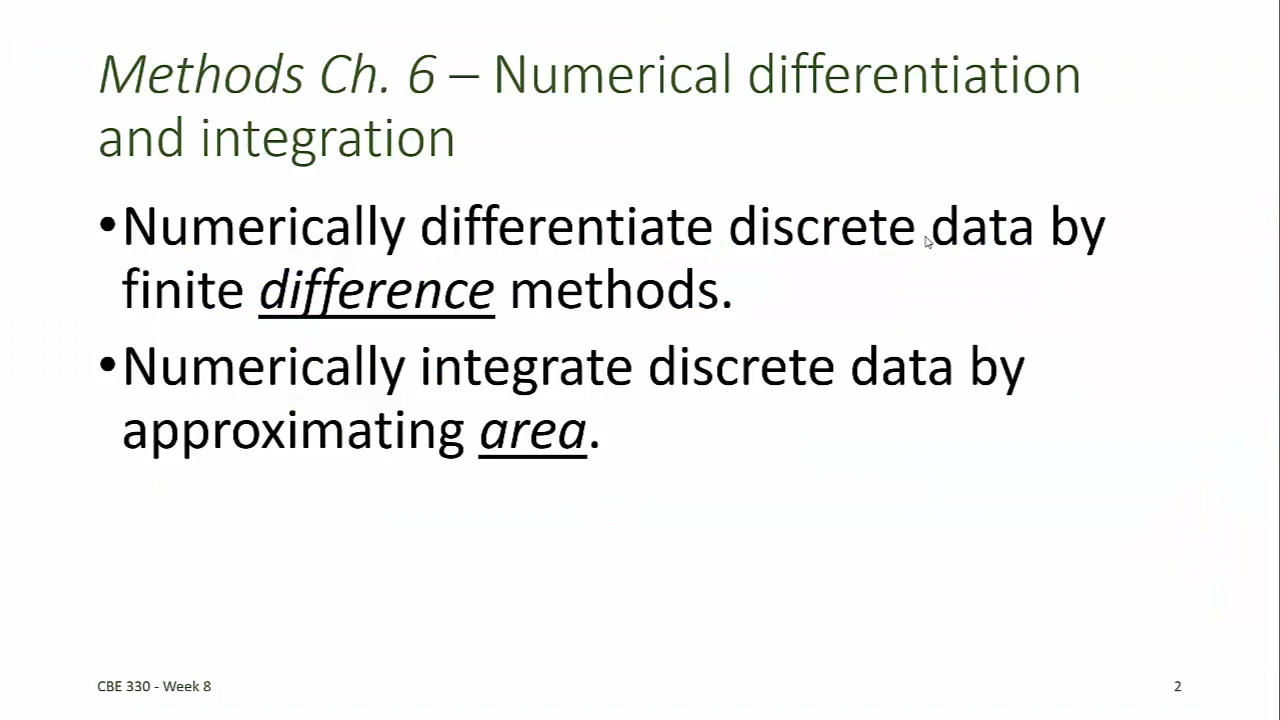 Methods Ch. 6 – Numerical differentiation
and integration
•Numerically differentiate discrete data by
finite difference methods.
•Numerically integrate discrete data by
approximating area.
CBE 330 - Week 8
2